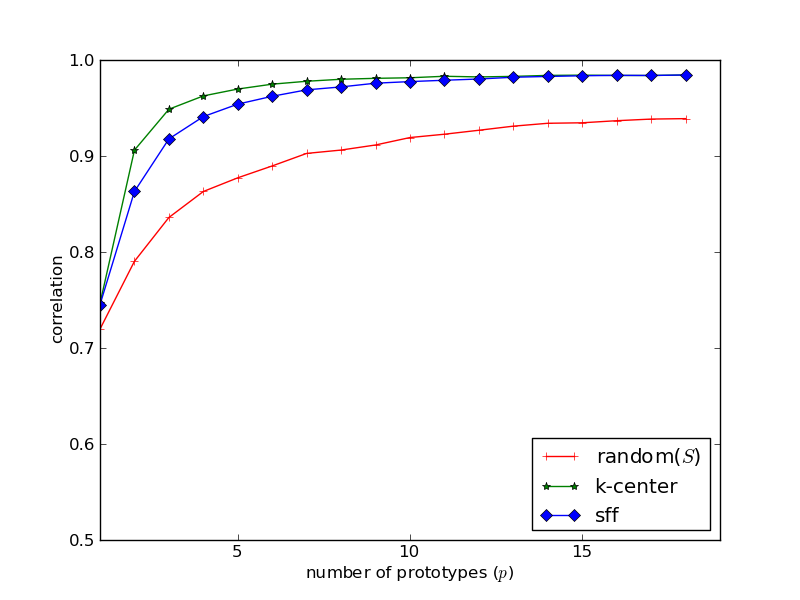 1.0
0.9
0.8
0.7
0.6
0.5
correlation
5
10
15
number of prototypes (p)
random(S)
k-center
sff